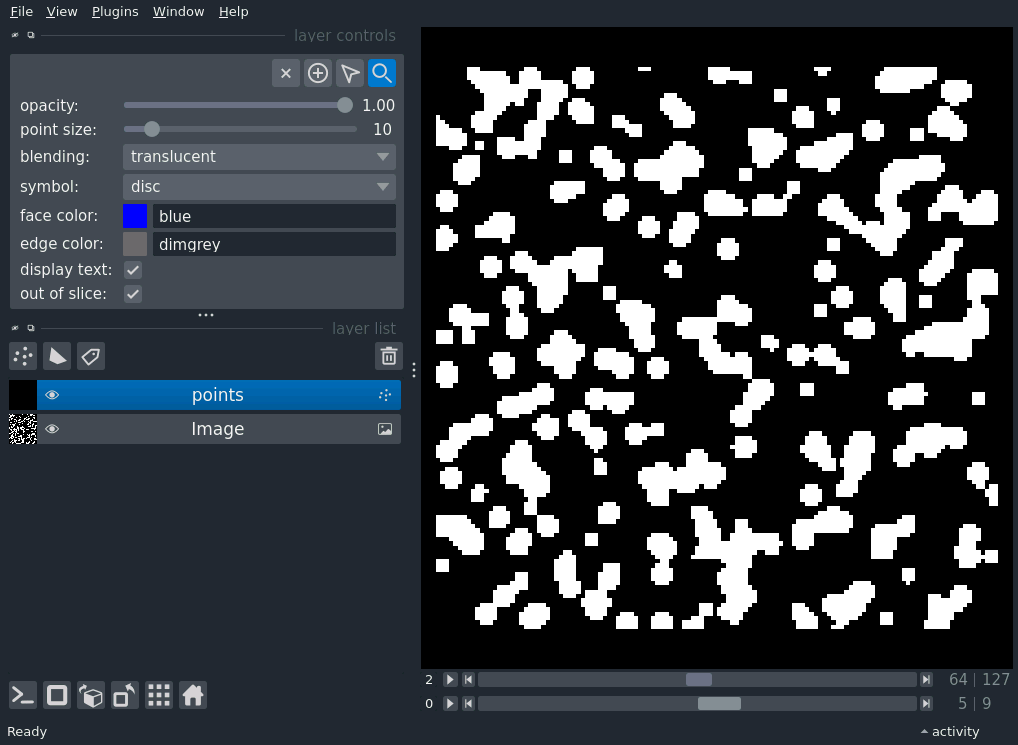 File View Plugins Window Help
layer controls
opacity: 1.00
point size: 10
blending: translucent
symbol: disc
face color: blue
edge color: dimgrey
display text:
out of slice:
layer list
points
Image
2 64 | 127
0 5 | 9
Ready activity